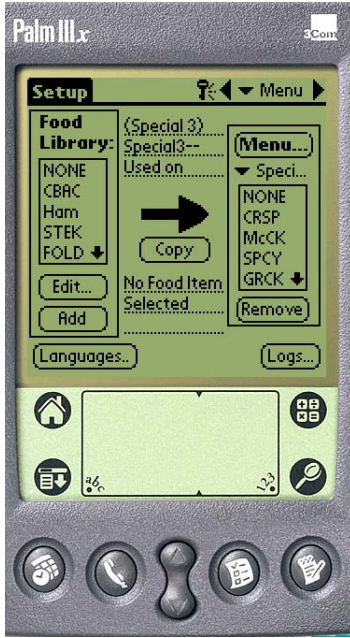 Palm IIIx
3Com
Setup
Menu
Food
Library:
NONE
CBAC
Ham
STEK
FOLD
Edit...
Add
(Special 3)
Special3--
Used on
Copy
No Food Item
Selected
Menu...
Speci...
NONE
CRSP
McCK
SPCY
GRCK
Remove
Languages..
Logs...
abc
123